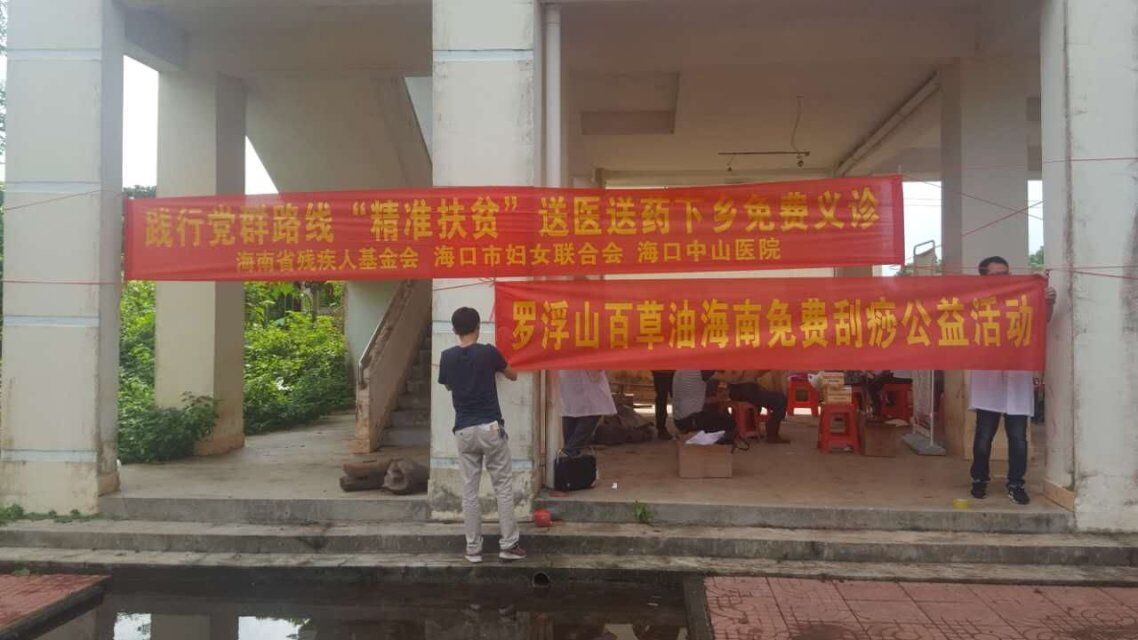 践行党群路线“精准扶贫”送医送药下乡免费义诊
海南省残疾人基金会 海口市妇女联合会 海口中山医院
罗浮山百草油海南免费刮痧公益活动